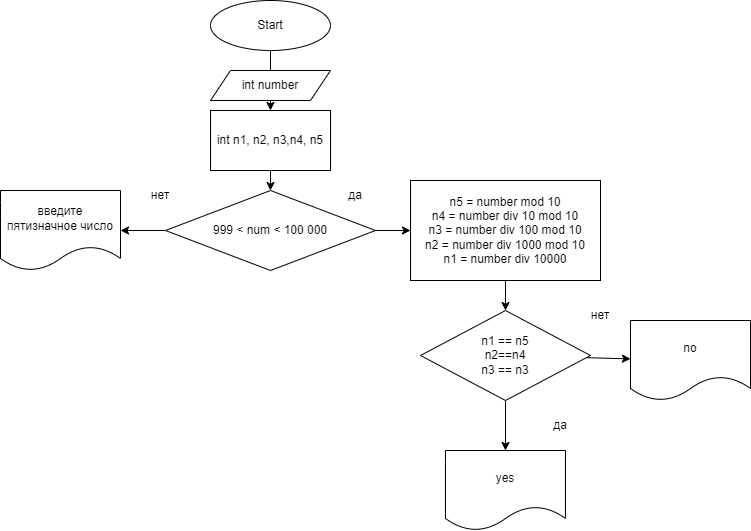 Start
int number
int n1, n2, n3,n4, n5
нет
да
введите
пятизначное число
999 < num < 100 000
n5 = number mod 10
n4 = number div 10 mod 10
n3 = number div 100 mod 10
n2 = number div 1000 mod 10
n1 = number div 10000
n1 == n5
n2==n4
n3 == n3
нет
no
да
yes